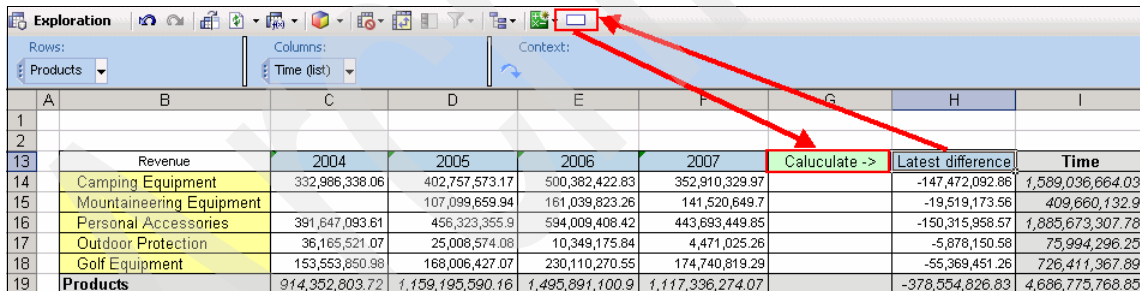 Exploration
Rows: Columns: Context:
Products Time (list)
A B C D E F G H I
1
2
13 Revenue 2004 2005 2006 2007 Caluculate -> Latest difference Time
14 Camping Equipment 332,986,338.06 402,757,573.17 500,382,422.83 352,910,329.97 -147,472,092.86 1,589,036,664.03
15 Mountaineering Equipment 107,099,659.94 161,039,823.26 141,520,649.7 -19,519,173.56 409,660,132.9
16 Personal Accessories 391,647,093.61 456,323,355.9 594,009,408.42 443,693,449.85 -150,315,958.57 1,885,673,307.78
17 Outdoor Protection 36,165,521.07 25,008,574.08 10,349,175.84 4,471,025.26 -5,878,150.58 75,994,296.25
18 Golf Equipment 153,553,850.98 168,006,427.07 230,110,270.55 174,740,819.29 -55,369,451.26 726,411,367.89
19 Products 914,352,803.72 1,159,195,590.16 1,495,891,100.9 1,117,336,274.07 -378,554,826.83 4,686,775,768.85